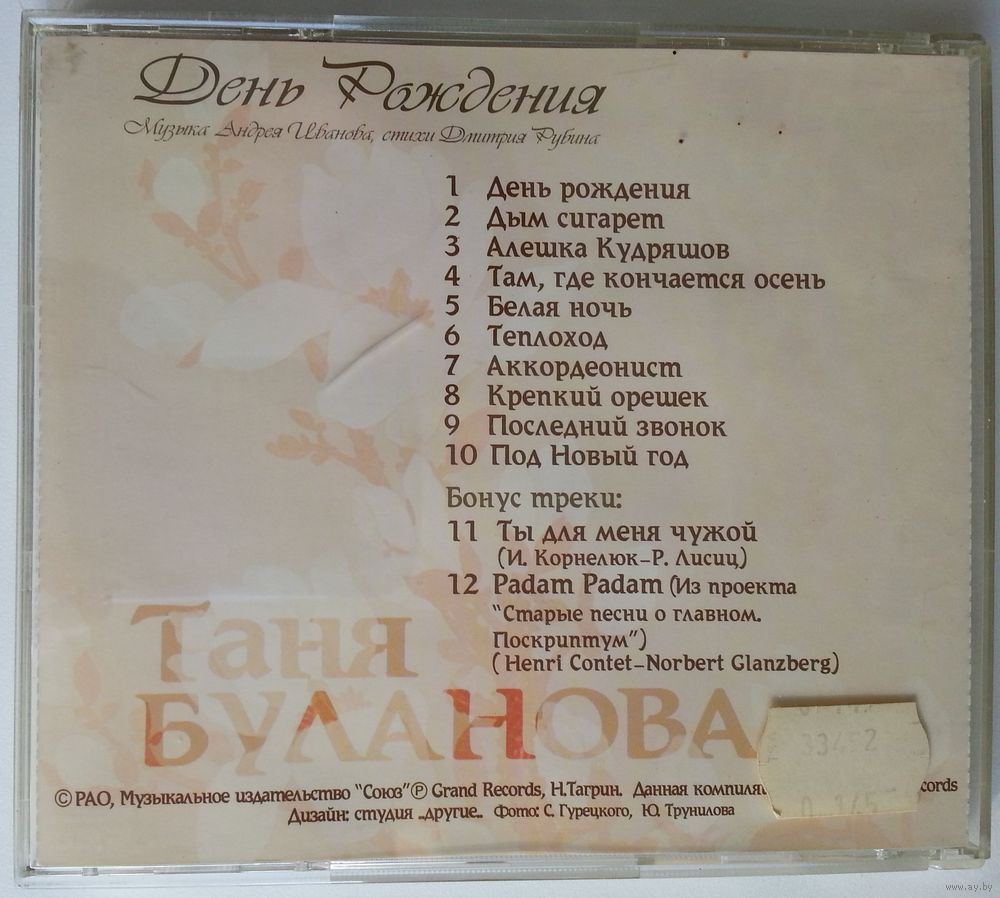 День Рождения
Музыка Андрея Иванова, стихи Дмитрия Рубина
1 День рождения
2 Дым сигарет
3 Алешка Кудряшов
4 Там, где кончается осень
5 Белая ночь
6 Теплоход
7 Аккордеонист
8 Крепкий орешек
9 Последний звонок
10 Под Новый год
Бонус треки:
11 Ты для меня чужой
(И. Корнелюк-Р. Лисиц)
12 Padam Padam (Из проекта
"Старые песни о главном.
Поскриптум")
( Henri Contet-Norbert Glanzberg)
Таня
БУЛАНОВА
© РАО, Музыкальное издательство "Союз" ℗ Grand Records, Н.Тагрин. Данная
Дизайн: студия „другие„ Фото: С. Гурецкого, Ю. Трунилова
www.ay.by